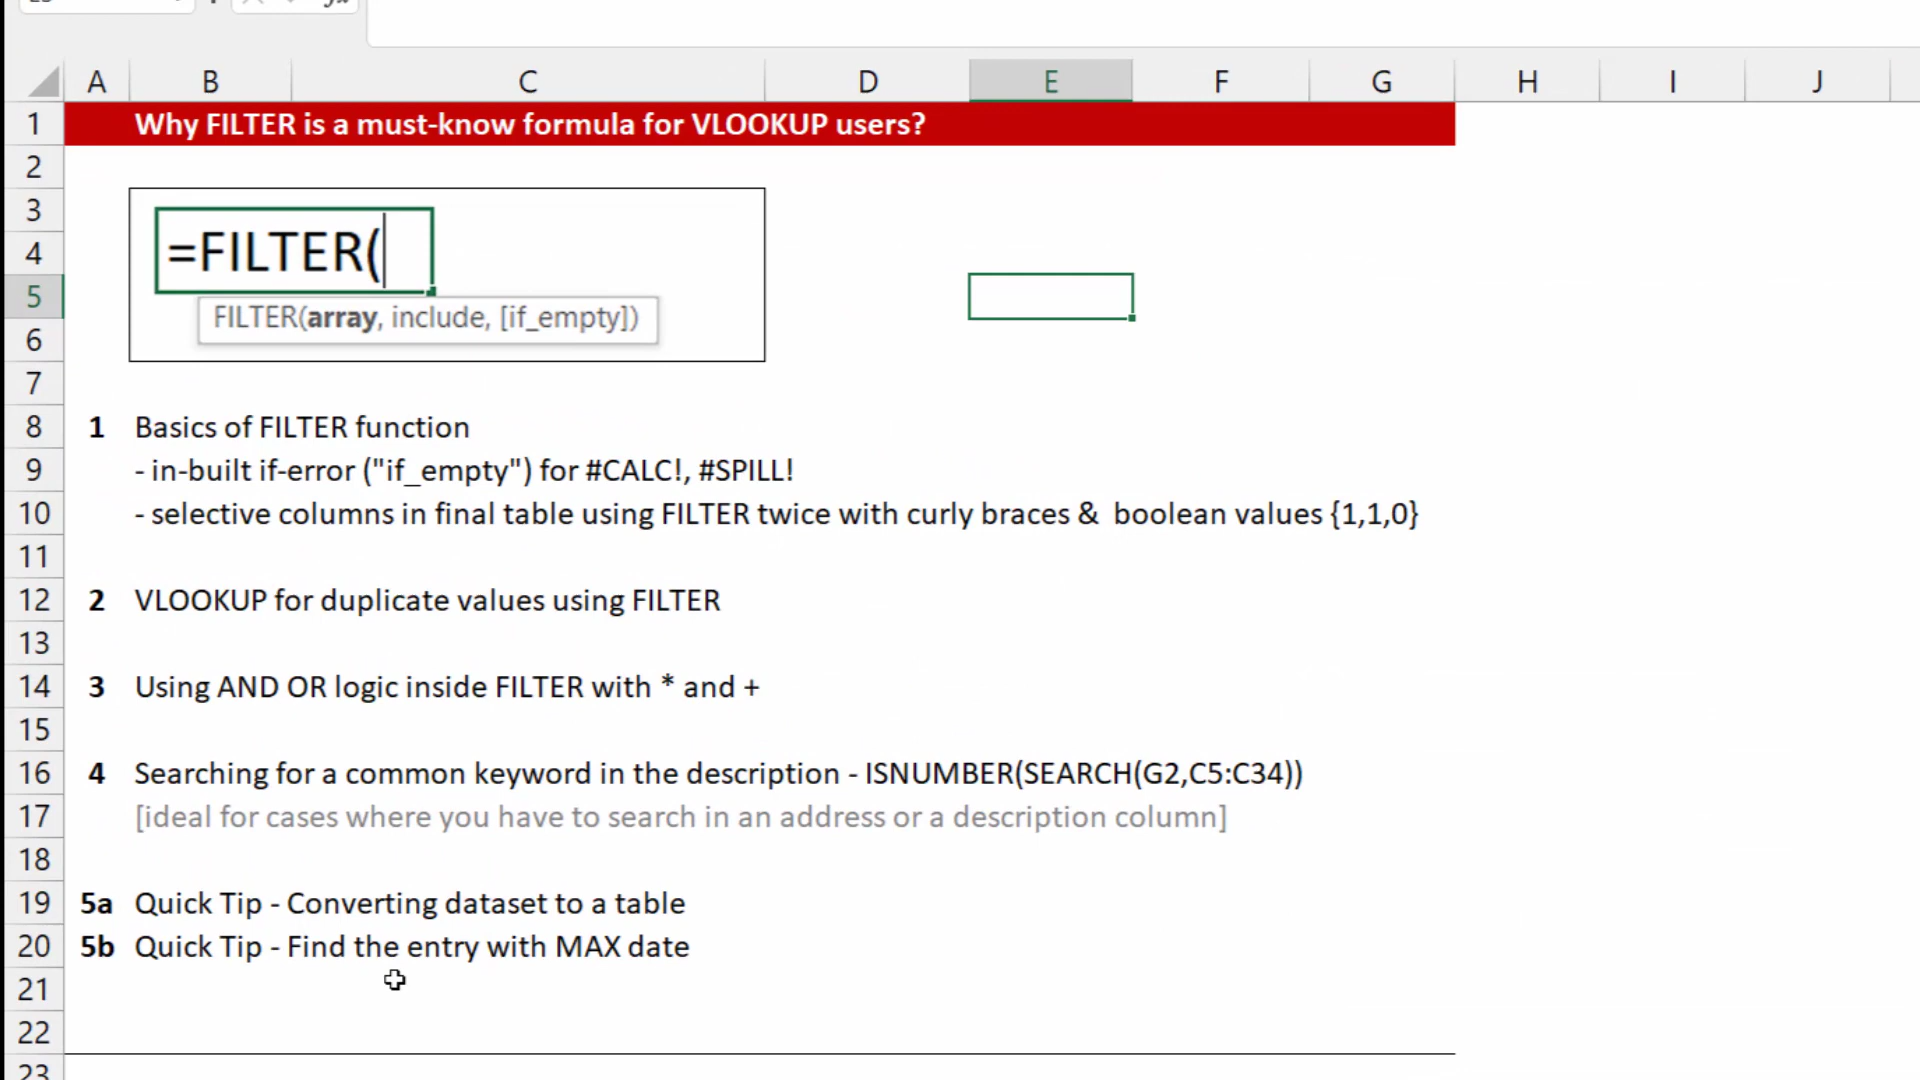 fx
A B C D E F G H I J
1 Why FILTER is a must-know formula for VLOOKUP users?
2
3
4 =FILTER(
5
6 FILTER(array, include, [if_empty])
7
8 1 Basics of FILTER function
9 - in-built if-error ("if_empty") for #CALC!, #SPILL!
10 - selective columns in final table using FILTER twice with curly braces & boolean values {1,1,0}
11
12 2 VLOOKUP for duplicate values using FILTER
13
14 3 Using AND OR logic inside FILTER with * and +
15
16 4 Searching for a common keyword in the description - ISNUMBER(SEARCH(G2,C5:C34))
17 [ideal for cases where you have to search in an address or a description column]
18
19 5a Quick Tip - Converting dataset to a table
20 5b Quick Tip - Find the entry with MAX date
21
22
23